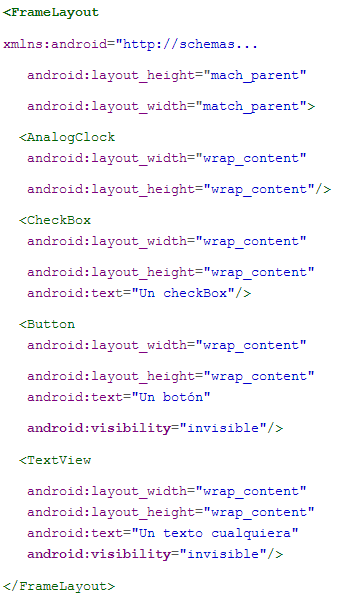 <FrameLayout
xmlns:android="http://schemas...
android:layout_height="mach_parent"
android:layout_width="match_parent">
<AnalogClock
android:layout_width="wrap_content"
android:layout_height="wrap_content"/>
<CheckBox
android:layout_width="wrap_content"
android:layout_height="wrap_content"
android:text="Un checkBox"/>
<Button
android:layout_width="wrap_content"
android:layout_height="wrap_content"
android:text="Un botón"
android:visibility="invisible"/>
<TextView
android:layout_width="wrap_content"
android:layout_height="wrap_content"
android:text="Un texto cualquiera"
android:visibility="invisible"/>
</FrameLayout>